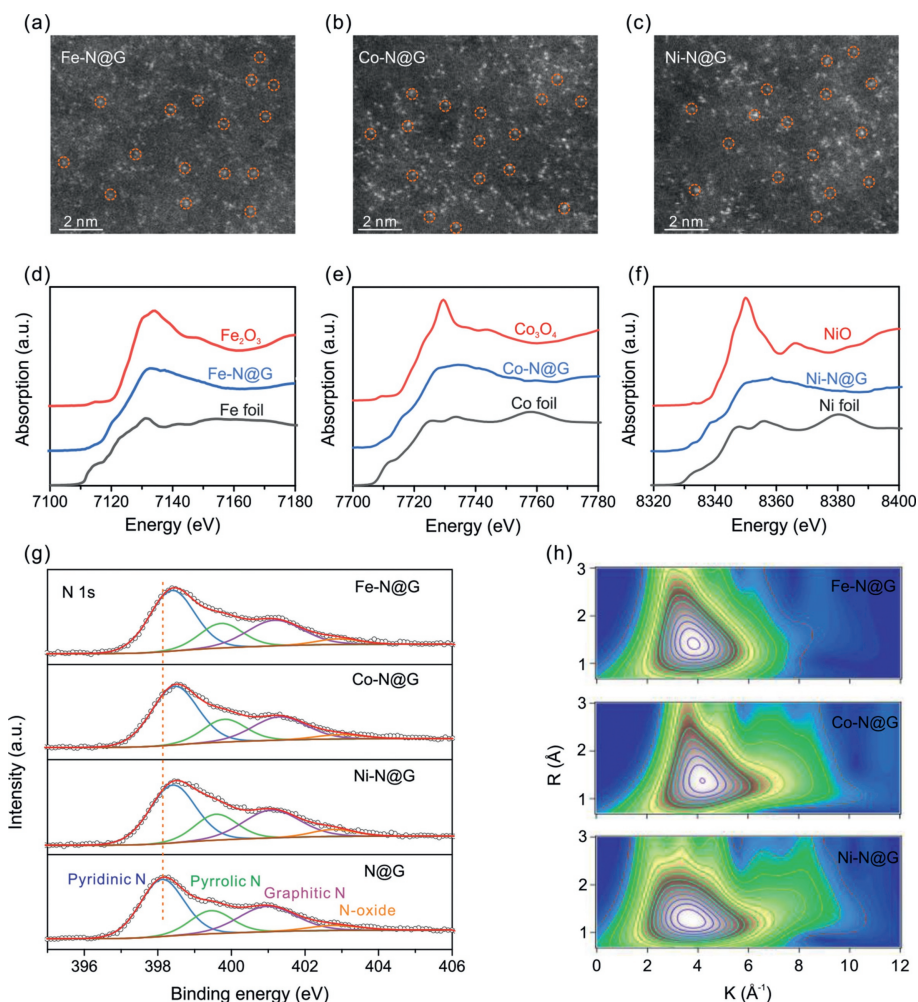 (a)
(b)
(c)
Fe-N@G
Co-N@G
Ni-N@G
2 nm
2 nm
2 nm
(d)
(e)
(f)
Absorption (a.u.)
Fe₂O₃
Fe-N@G
Fe foil
7100 7120 7140 7160 7180
Energy (eV)
Absorption (a.u.)
Co₃O₄
Co-N@G
Co foil
7700 7720 7740 7760 7780
Energy (eV)
Absorption (a.u.)
NiO
Ni-N@G
Ni foil
8320 8340 8360 8380 8400
Energy (eV)
(g)
Intensity (a.u.)
N 1s
Fe-N@G
Co-N@G
Ni-N@G
N@G
Pyridinic N
Pyrrolic N
Graphitic N
N-oxide
396 398 400 402 404 406
Binding energy (eV)
(h)
R (Å)
3
2
1
Fe-N@G
3
2
1
Co-N@G
3
2
1
Ni-N@G
0 2 4 6 8 10 12
K (Å⁻¹)